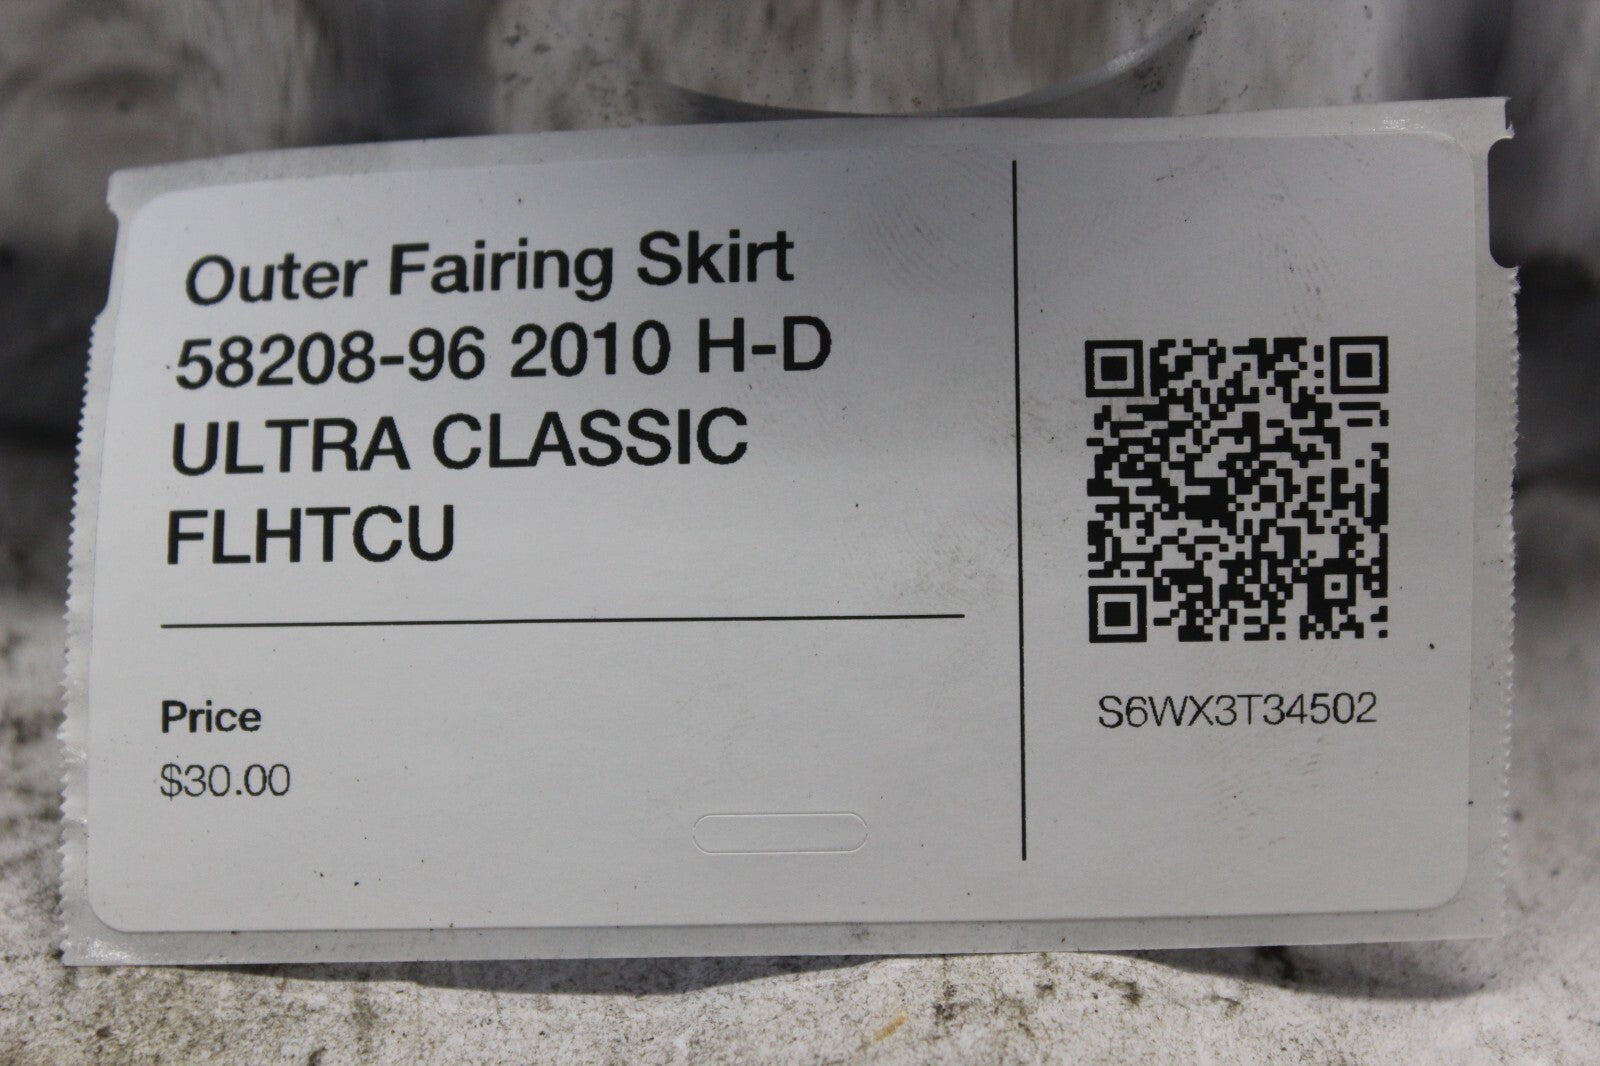 Outer Fairing Skirt
58208-96 2010 H-D
ULTRA CLASSIC
FLHTCU
Price
$30.00
S6WX3T34502